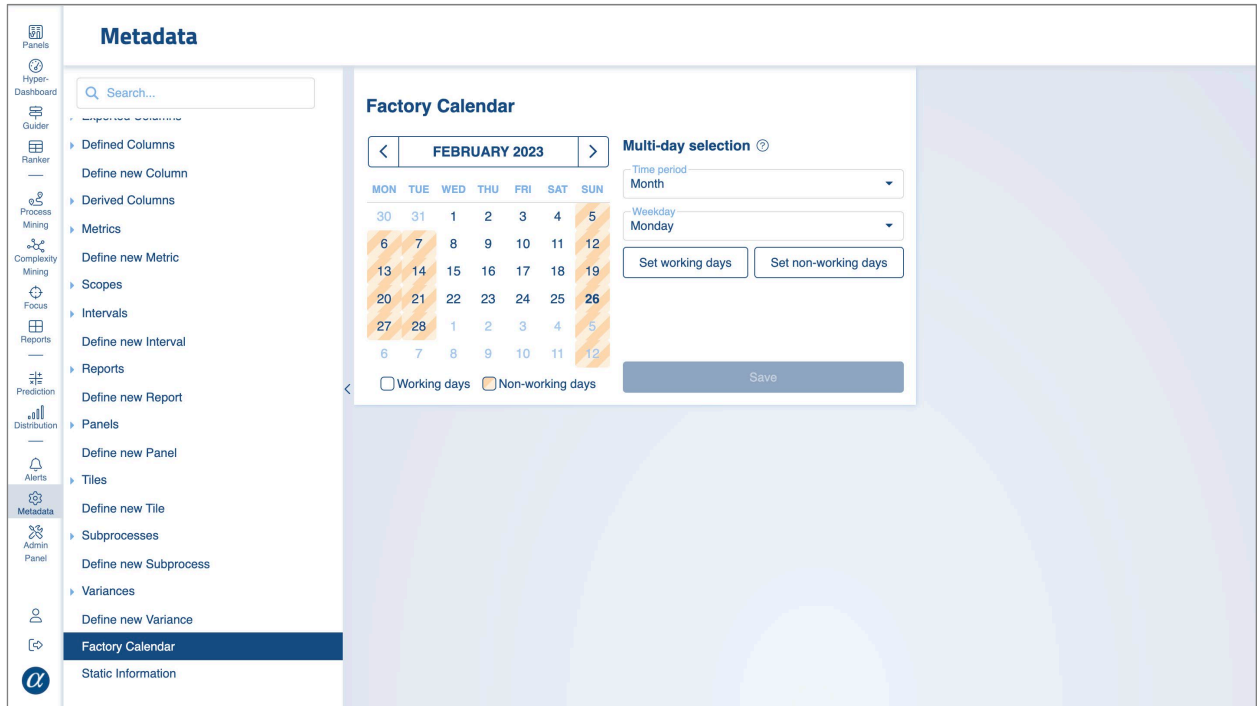 Metadata
Panels
Hyper-
Dashboard
Guider
Ranker
Process
Mining
Complexity
Mining
Focus
Reports
Prediction
Distribution
Alerts
Metadata
Admin
Panel
α
Search...
Defined Columns
Define new Column
Derived Columns
Metrics
Define new Metric
Scopes
Intervals
Define new Interval
Reports
Define new Report
Panels
Define new Panel
Tiles
Define new Tile
Subprocesses
Define new Subprocess
Variances
Define new Variance
Factory Calendar
Static Information
Factory Calendar
FEBRUARY 2023
MON TUE WED THU FRI SAT SUN
30 31 1 2 3 4 5
6 7 8 9 10 11 12
13 14 15 16 17 18 19
20 21 22 23 24 25 26
27 28 1 2 3 4 5
6 7 8 9 10 11 12
Working days Non-working days
Multi-day selection ?
Time period
Month
Weekday
Monday
Set working days Set non-working days
Save